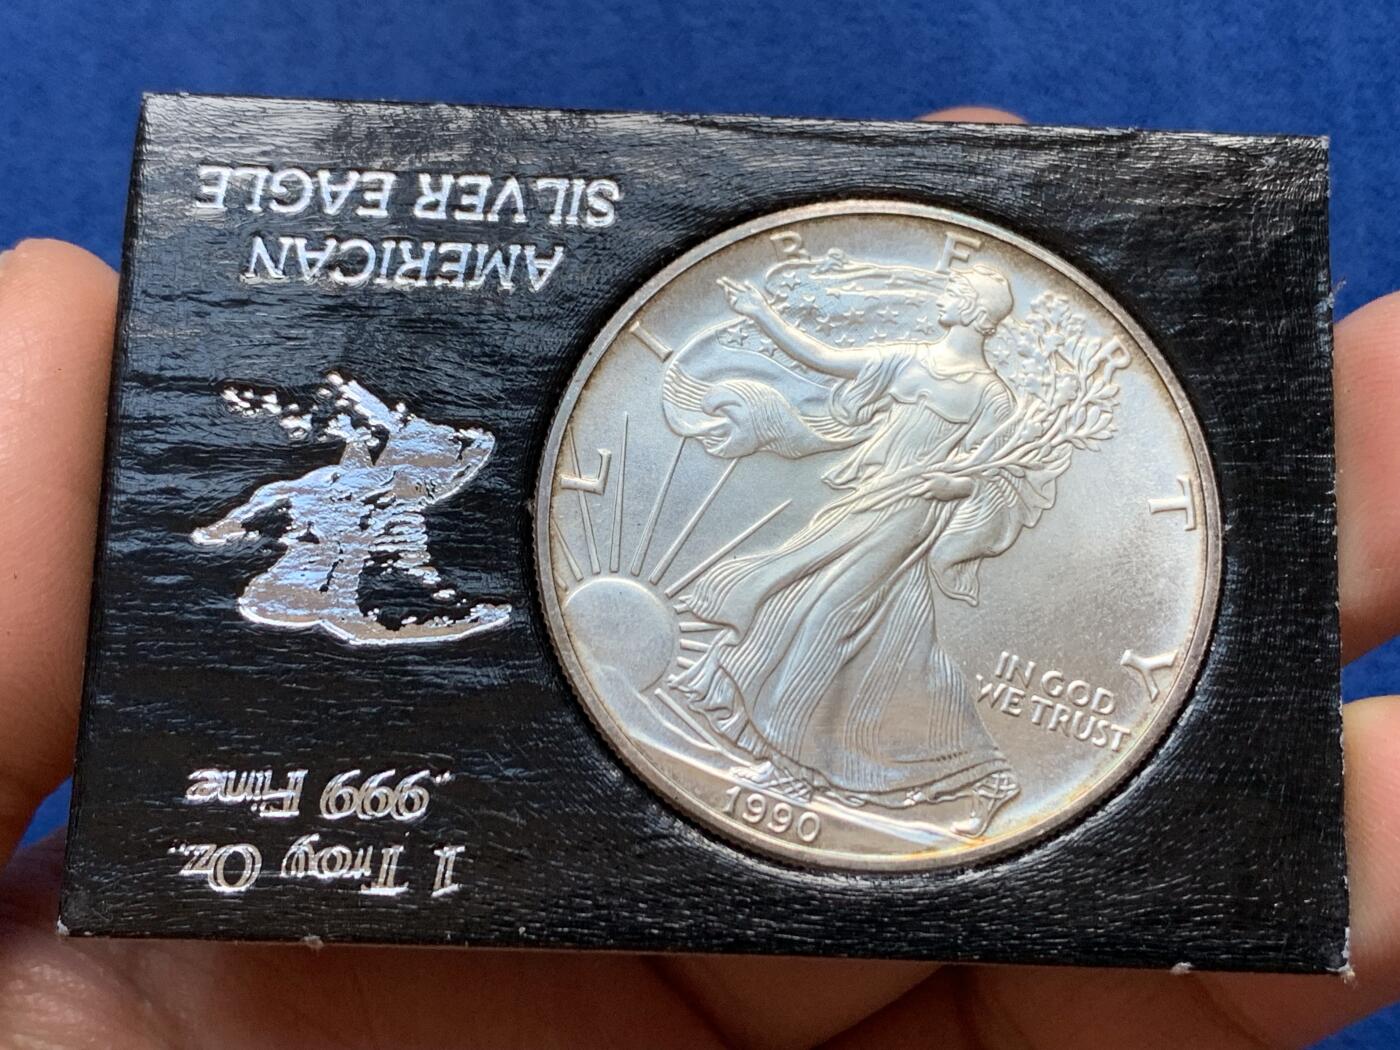 AMERICAN
SILVER EAGLE
1 Troy Oz.
.999 Fine
LIBERTY
IN GOD
WE TRUST
1990